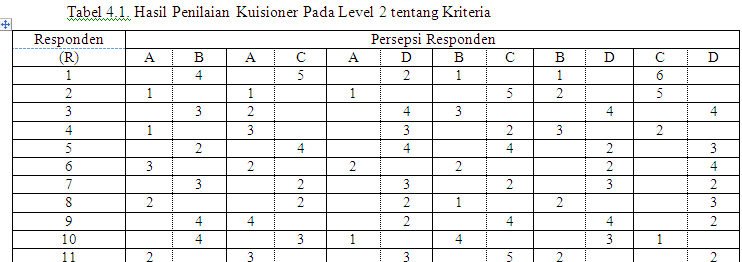 Tabel 4.1. Hasil Penilaian Kuisioner Pada Level 2 tentang Kriteria
Responden Persepsi Responden
(R) A B A C A D B C B D C D
1 4 5 2 1 1 6
2 1 1 1 5 2 5
3 3 2 4 3 4 4
4 1 3 3 2 3 2
5 2 4 4 4 2 3
6 3 2 2 2 2 4
7 3 2 3 2 3 2
8 2 2 2 1 2 3
9 4 4 2 4 4 2
10 4 3 1 4 3 1
11 2 3 3 5 2 2